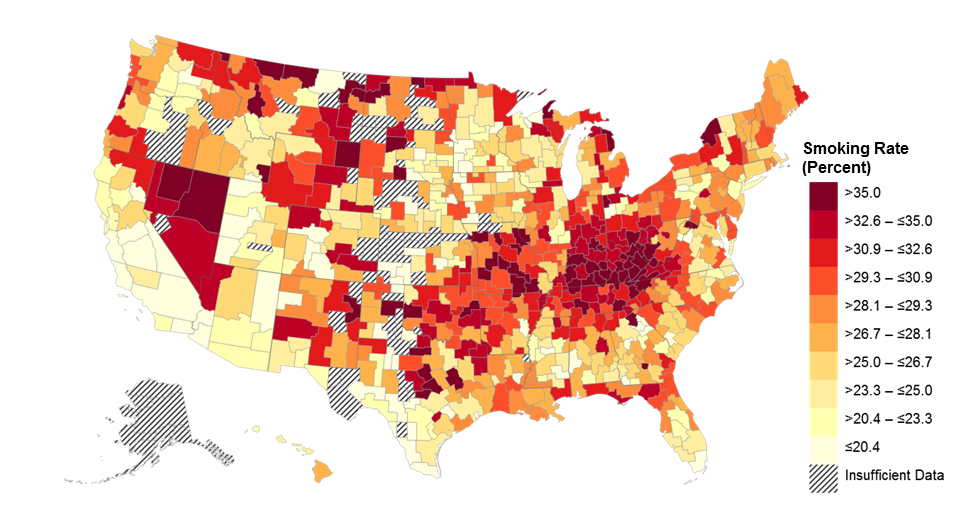 Smoking Rate
(Percent)
>35.0
>32.6 – ≤35.0
>30.9 – ≤32.6
>29.3 – ≤30.9
>28.1 – ≤29.3
>26.7 – ≤28.1
>25.0 – ≤26.7
>23.3 – ≤25.0
>20.4 – ≤23.3
≤20.4
Insufficient Data